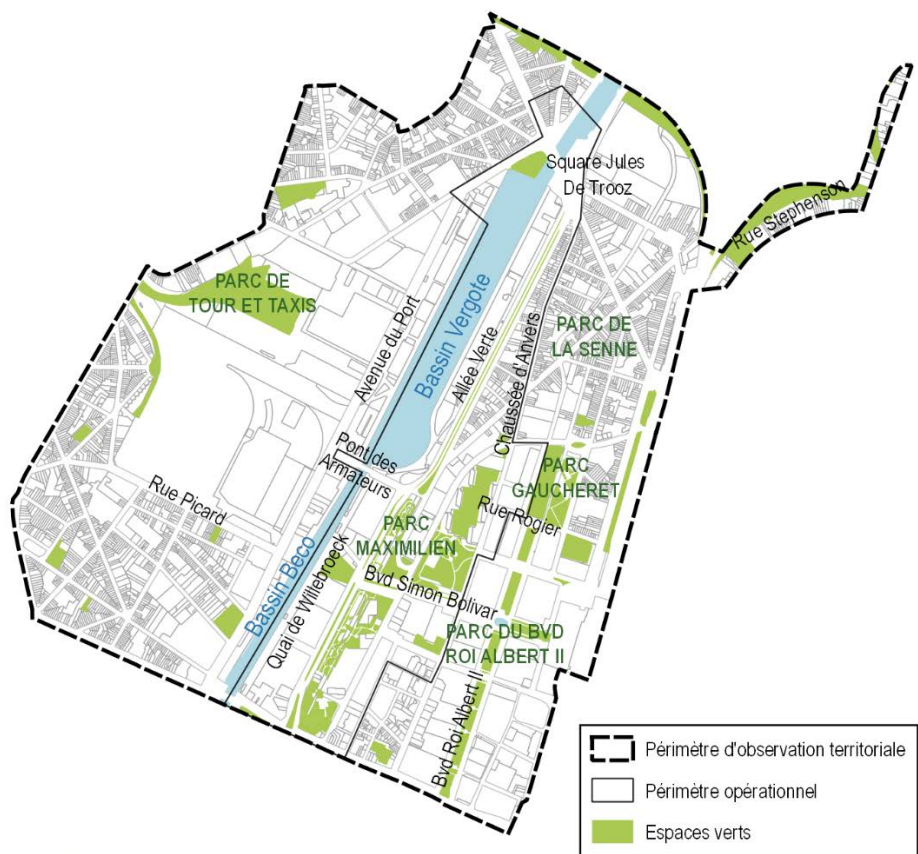 Square Jules
De Trooz
Rue Stephenson
PARC DE
TOUR ET TAXIS
Avenue du Port
Bassin Vergote
Allée Verte
Chaussée d'Anvers
PARC DE
LA SENNE
Pont des
Armateurs
Rue Picard
PARC
GAUCHERET
Rue Rogier
PARC
MAXIMILIEN
Bassin Beco
Quai de Willebroeck
Bvd Simon Bolivar
PARC DU BVD
ROI ALBERT II
Bvd Roi Albert II
Périmètre d'observation territoriale
Périmètre opérationnel
Espaces verts